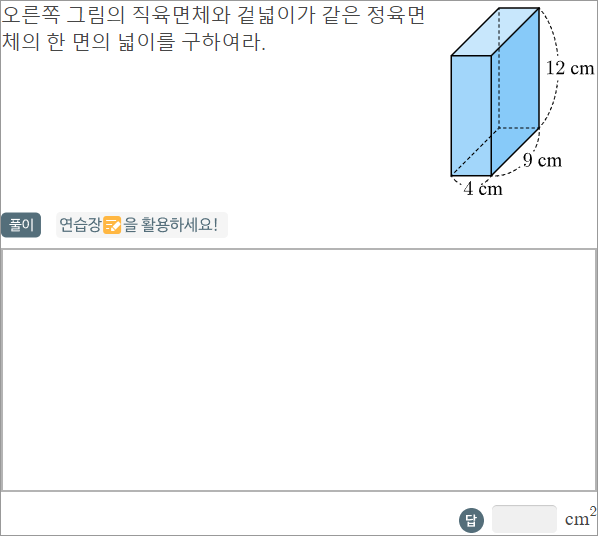 오른쪽 그림의 직육면체와 겉넓이가 같은 정육면
체의 한 면의 넓이를 구하여라.
12 cm
9 cm
4 cm
풀이 연습장을 활용하세요!
답 cm²